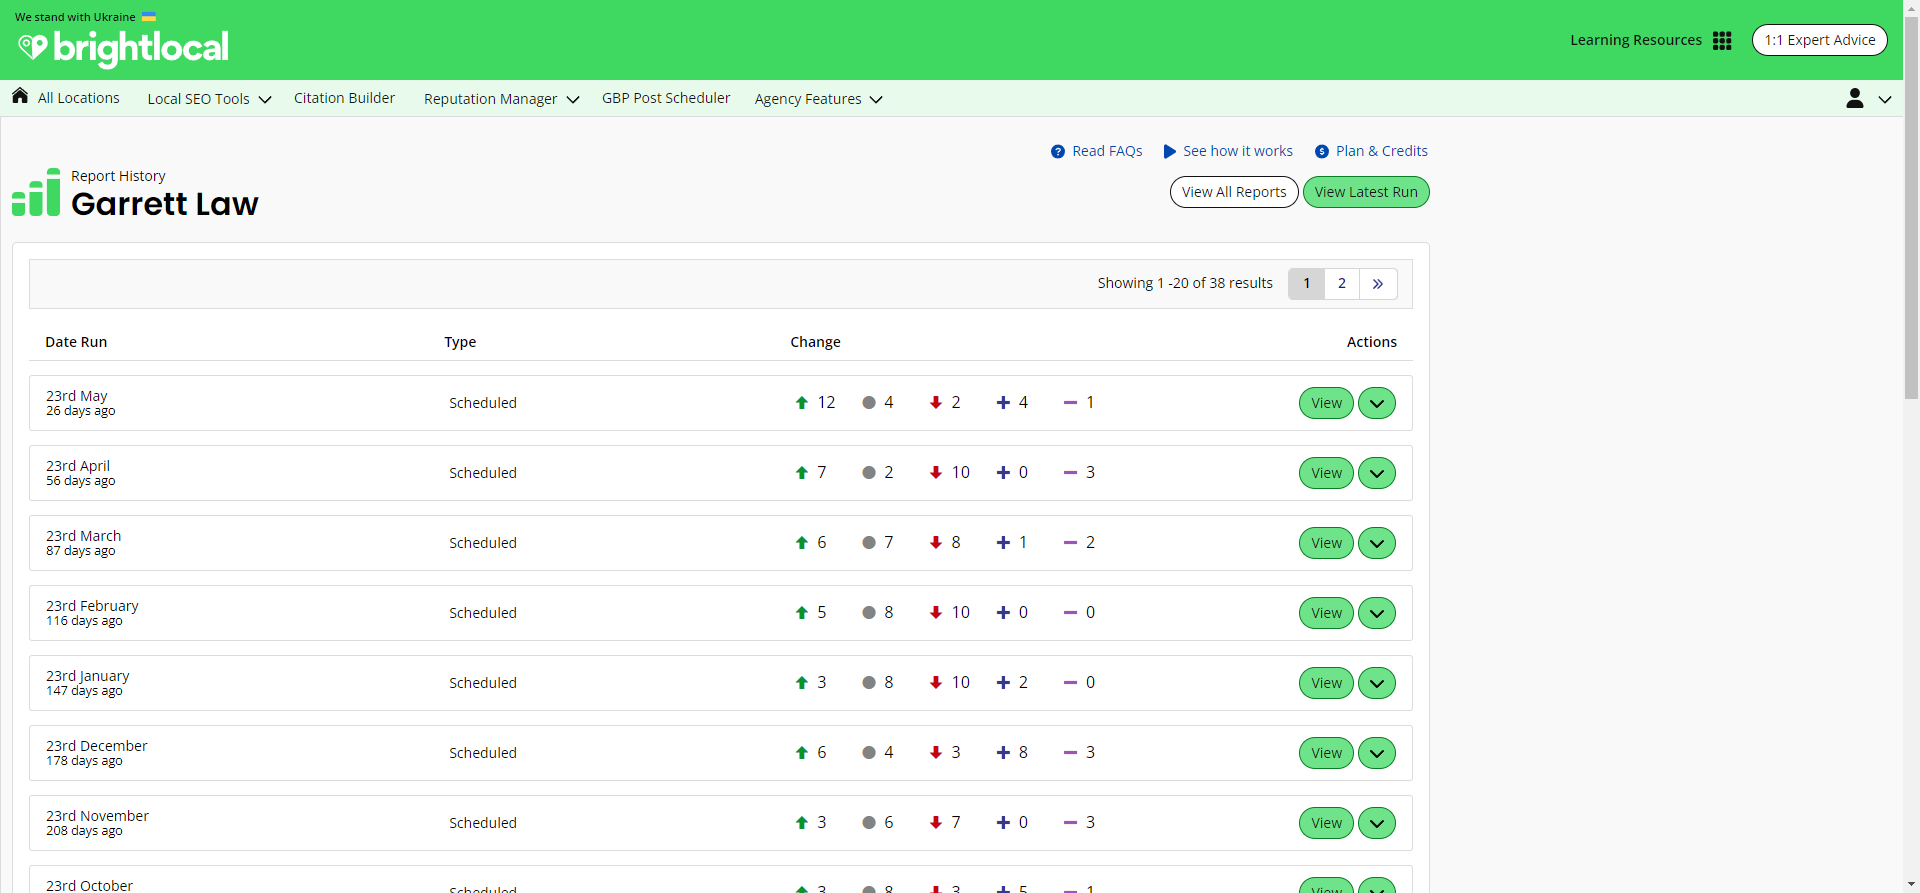 We stand with Ukraine
brightlocal
Learning Resources
1:1 Expert Advice
All Locations Local SEO Tools Citation Builder Reputation Manager GBP Post Scheduler Agency Features
Read FAQs See how it works Plan & Credits
Report History
Garrett Law
View All Reports View Latest Run
Showing 1 -20 of 38 results 1 2 »
Date Run Type Change Actions
23rd May
26 days ago
Scheduled 12 4 2 4 1 View
23rd April
56 days ago
Scheduled 7 2 10 0 3 View
23rd March
87 days ago
Scheduled 6 7 8 1 2 View
23rd February
116 days ago
Scheduled 5 8 10 0 0 View
23rd January
147 days ago
Scheduled 3 8 10 2 0 View
23rd December
178 days ago
Scheduled 6 4 3 8 3 View
23rd November
208 days ago
Scheduled 3 6 7 0 3 View
23rd October
Scheduled 3 8 3 5 1 View